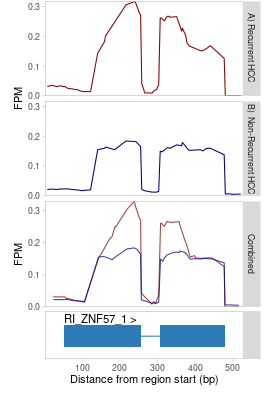 0.3
0.2
0.1
0.0
FPM
A) Recurrent HCC
0.3
0.2
0.1
0.0
B) Non-Recurrent HCC
0.3
0.2
0.1
0.0
FPM
Combined
RI_ZNF57_1 >
0 100 200 300 400 500
Distance from region start (bp)